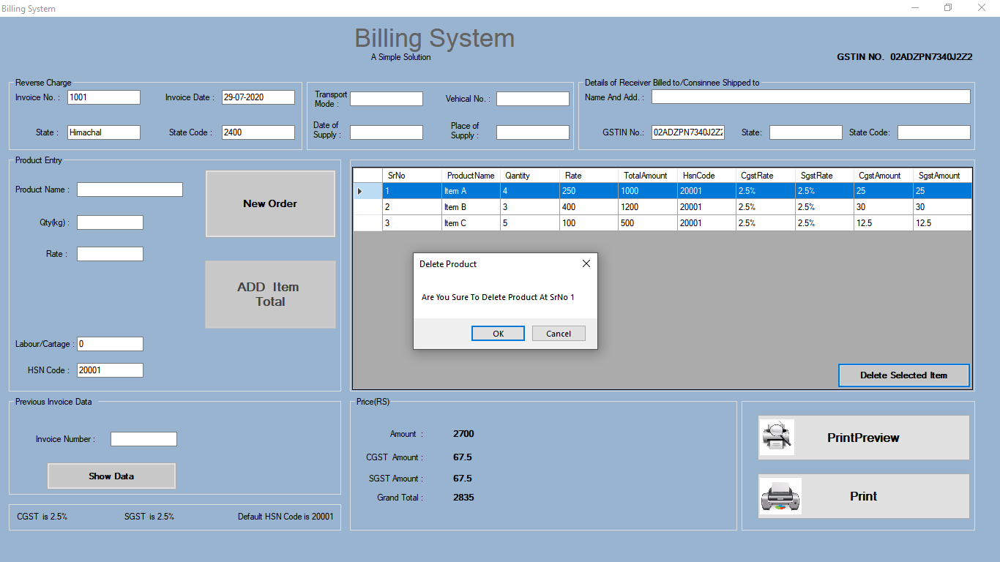 Billing System
Billing System
A Simple Solution
GSTIN NO. 02ADZPN7340J2Z2
Reverse Charge
Invoice No. : 1001 Invoice Date : 29-07-2020
State : Himachal State Code : 2400
Transport Mode : Vehical No. :
Date of Supply : Place of Supply :
Details of Receiver Billed to/Consinnee Shipped to
Name And Add. :
GSTIN No.: 02ADZPN7340J2Z2 State: State Code:
Product Entry
Product Name :
Qty(kg) :
Rate :
New Order
ADD Item
Total
Labour/Cartage : 0
HSN Code : 20001
SrNo ProductName Qantity Rate TotalAmount HsnCode CgstRate SgstRate CgstAmount SgstAmount
1 Item A 4 250 1000 20001 2.5% 2.5% 25 25
2 Item B 3 400 1200 20001 2.5% 2.5% 30 30
3 Item C 5 100 500 20001 2.5% 2.5% 12.5 12.5
Delete Product
Are You Sure To Delete Product At SrNo 1
OK Cancel
Delete Selected Item
Previous Invoice Data
Invoice Number :
Show Data
CGST is 2.5% SGST is 2.5% Default HSN Code is 20001
Price(RS)
Amount : 2700
CGST Amount : 67.5
SGST Amount : 67.5
Grand Total : 2835
PrintPreview
Print